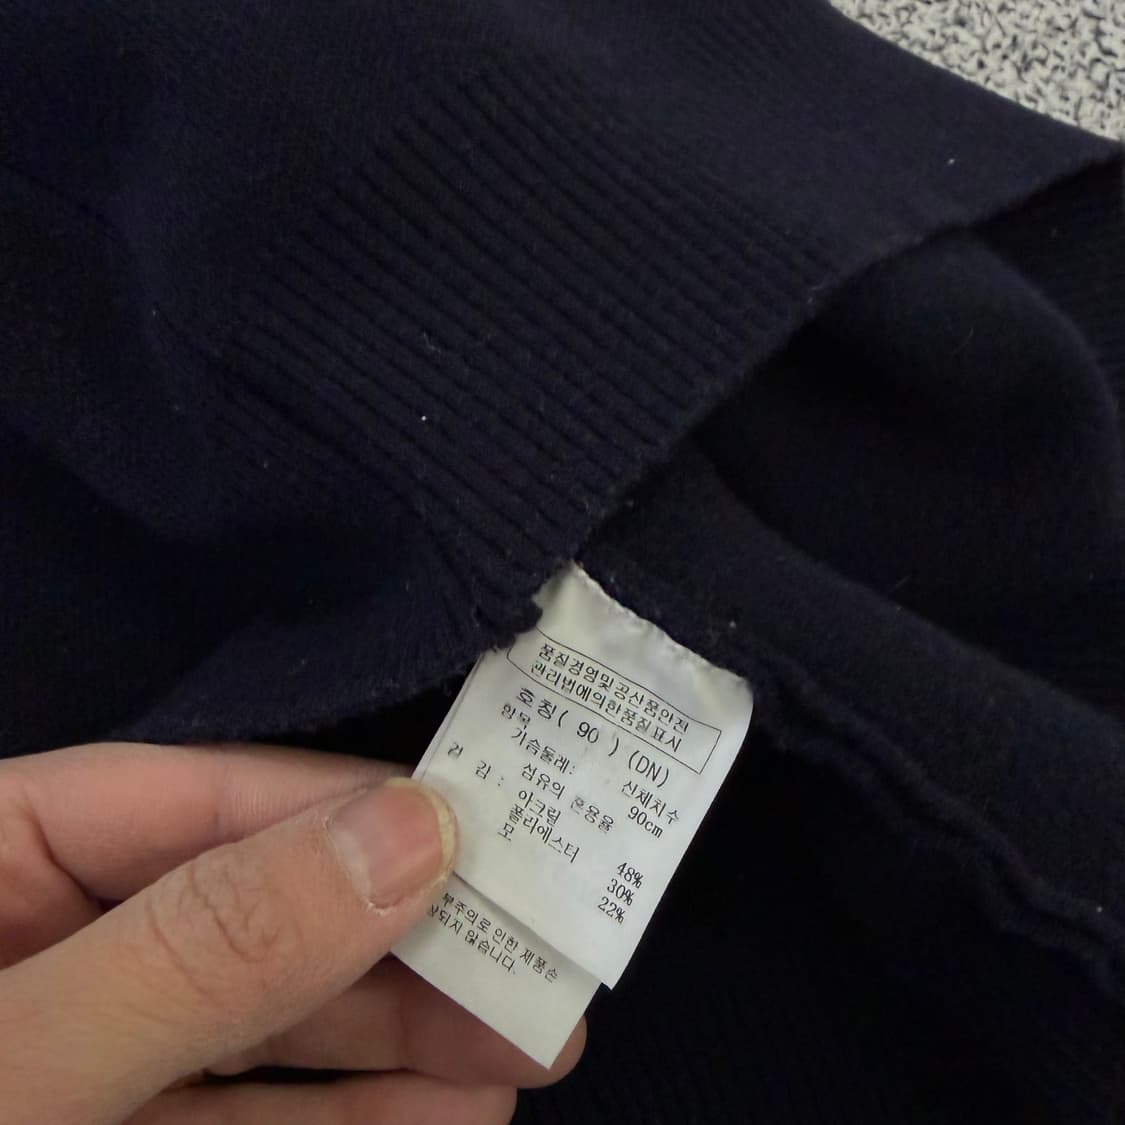 품질경영및공산품안전
관리법에의한품질표시
호칭( 90 ) (DN)
항목 신체치수
가슴둘레: 90cm
섬유의 혼용율
겉 감 : 아크릴 48%
폴리에스터 30%
모 22%
부주의로 인한 제품손
상되지 않습니다.